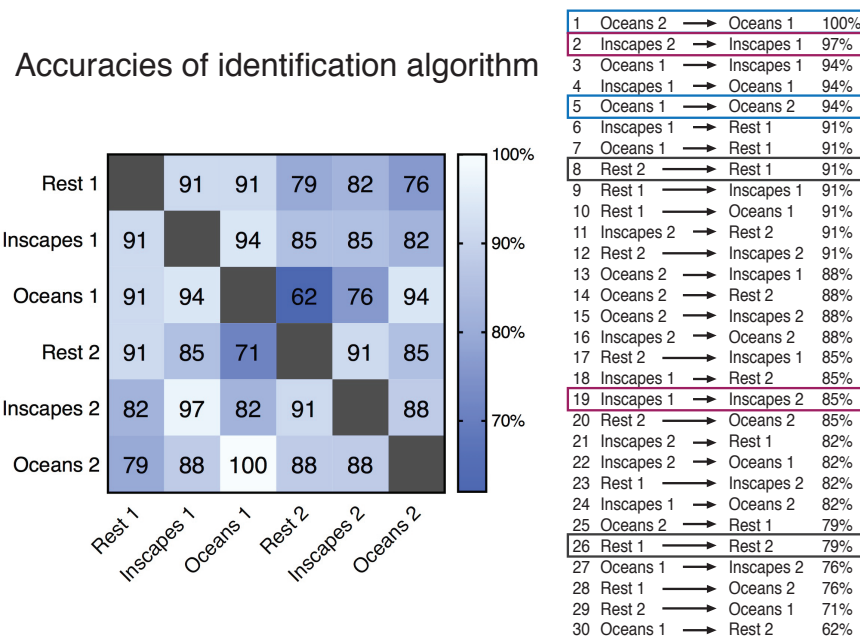 Accuracies of identification algorithm
100%
90%
80%
70%
Rest 1 91 91 79 82 76
Inscapes 1 91 94 85 85 82
Oceans 1 91 94 62 76 94
Rest 2 91 85 71 91 85
Inscapes 2 82 97 82 91 88
Oceans 2 79 88 100 88 88
Rest 1 Inscapes 1 Oceans 1 Rest 2 Inscapes 2 Oceans 2
1 Oceans 2 → Oceans 1 100%
2 Inscapes 2 → Inscapes 1 97%
3 Oceans 1 → Inscapes 1 94%
4 Inscapes 1 → Oceans 1 94%
5 Oceans 1 → Oceans 2 94%
6 Inscapes 1 → Rest 1 91%
7 Oceans 1 → Rest 1 91%
8 Rest 2 → Rest 1 91%
9 Rest 1 → Inscapes 1 91%
10 Rest 1 → Oceans 1 91%
11 Inscapes 2 → Rest 2 91%
12 Rest 2 → Inscapes 2 91%
13 Oceans 2 → Inscapes 1 88%
14 Oceans 2 → Rest 2 88%
15 Oceans 2 → Inscapes 2 88%
16 Inscapes 2 → Oceans 2 88%
17 Rest 2 → Inscapes 1 85%
18 Inscapes 1 → Rest 2 85%
19 Inscapes 1 → Inscapes 2 85%
20 Rest 2 → Oceans 2 85%
21 Inscapes 2 → Rest 1 82%
22 Inscapes 2 → Oceans 1 82%
23 Rest 1 → Inscapes 2 82%
24 Inscapes 1 → Oceans 2 82%
25 Oceans 2 → Rest 1 79%
26 Rest 1 → Rest 2 79%
27 Oceans 1 → Inscapes 2 76%
28 Rest 1 → Oceans 2 76%
29 Rest 2 → Oceans 1 71%
30 Oceans 1 → Rest 2 62%